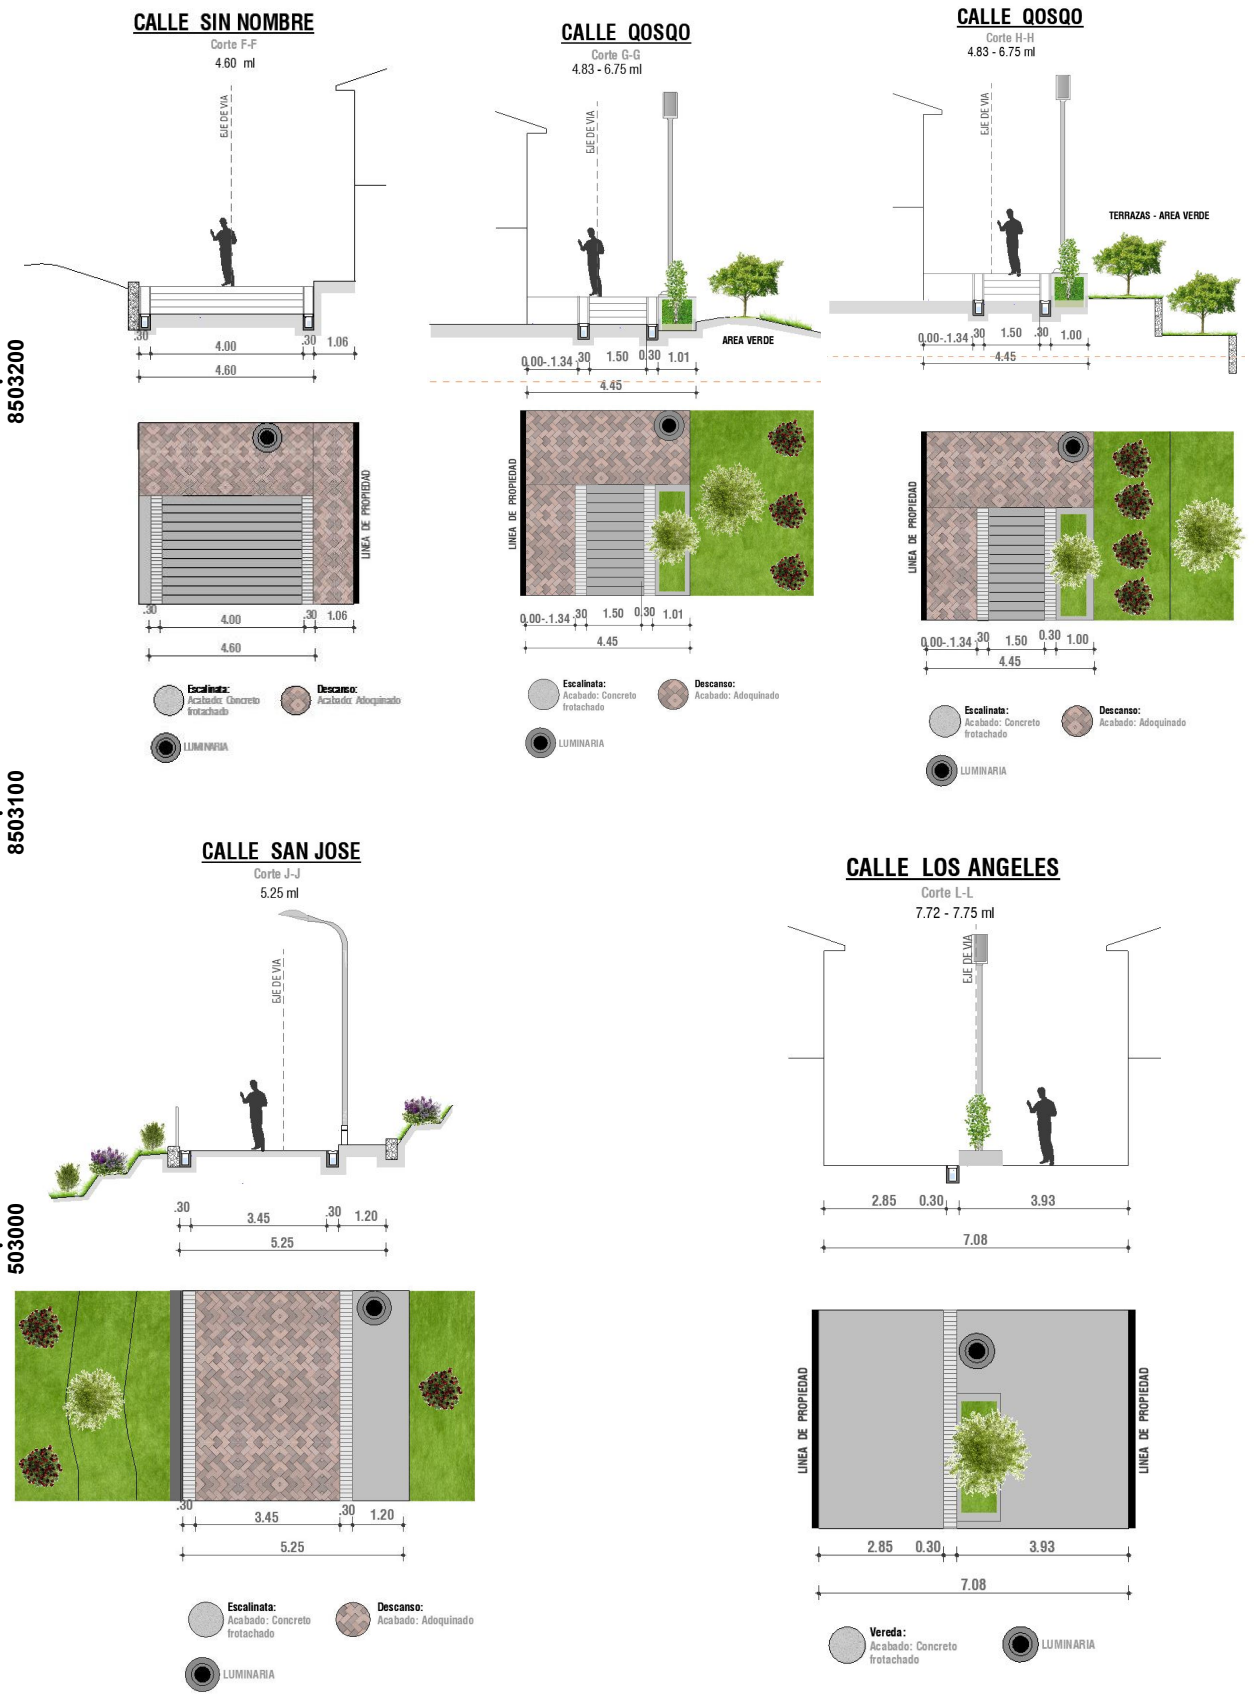 CALLE SIN NOMBRE
Corte F-F
4.60 ml
EJE DE VIA
.30
4.00
.30
1.06
4.60
LINEA DE PROPIEDAD
.30
4.00
.30
1.06
4.60
Escalinata:
Acabado: Concreto
frotachado
Descanso:
Acabado: Adoquinado
LUMINARIA
CALLE QOSQO
Corte G-G
4.83 - 6.75 ml
EJE DE VIA
AREA VERDE
0.00-.1.34
.30
1.50
0.30
1.01
4.45
LINEA DE PROPIEDAD
0.00-.1.34
.30
1.50
0.30
1.01
4.45
Escalinata:
Acabado: Concreto
frotachado
Descanso:
Acabado: Adoquinado
LUMINARIA
CALLE QOSQO
Corte H-H
4.83 - 6.75 ml
EJE DE VIA
TERRAZAS - AREA VERDE
0.00-.1.34
.30
1.50
.30
1.00
4.45
LINEA DE PROPIEDAD
0.00-.1.34
.30
1.50
0.30
1.00
4.45
Escalinata:
Acabado: Concreto
frotachado
Descanso:
Acabado: Adoquinado
LUMINARIA
8503200
8503100
503000
CALLE SAN JOSE
Corte J-J
5.25 ml
EJE DE VIA
.30
3.45
.30
1.20
5.25
.30
3.45
.30
1.20
5.25
Escalinata:
Acabado: Concreto
frotachado
Descanso:
Acabado: Adoquinado
LUMINARIA
CALLE LOS ANGELES
Corte L-L
7.72 - 7.75 ml
EJE DE VIA
2.85
0.30
3.93
7.08
LINEA DE PROPIEDAD
LINEA DE PROPIEDAD
2.85
0.30
3.93
7.08
Vereda:
Acabado: Concreto
frotachado
LUMINARIA